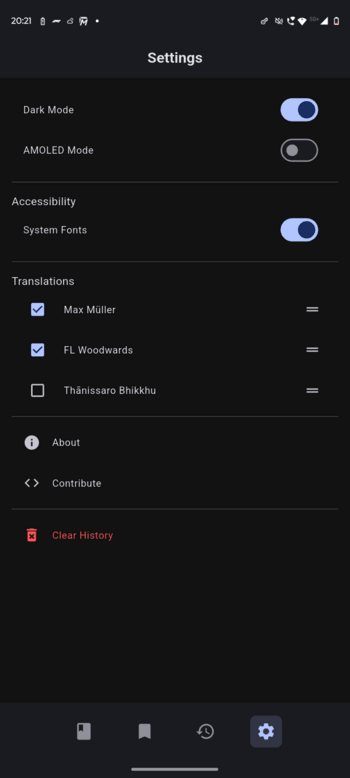 20:21
5G+
Settings
Dark Mode
AMOLED Mode
Accessibility
System Fonts
Translations
Max Müller
FL Woodwards
Thānissaro Bhikkhu
About
Contribute
Clear History